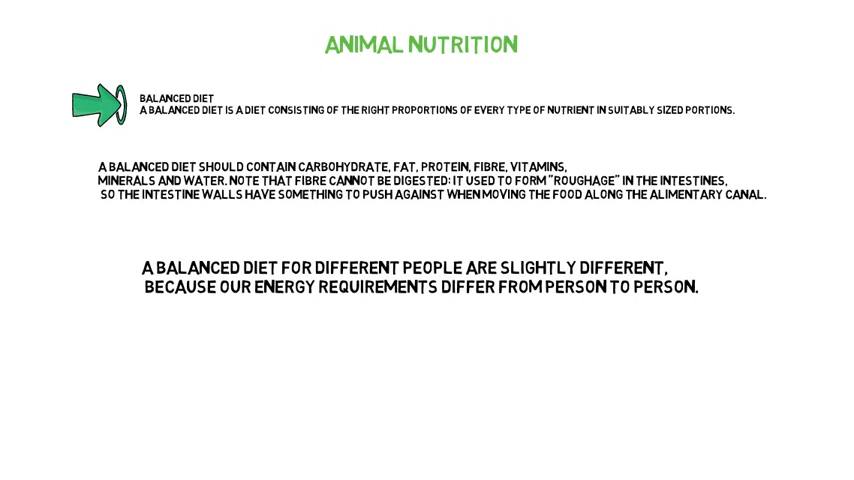 ANIMAL NUTRITION
BALANCED DIET
A BALANCED DIET IS A DIET CONSISTING OF THE RIGHT PROPORTIONS OF EVERY TYPE OF NUTRIENT IN SUITABLY SIZED PORTIONS.
A BALANCED DIET SHOULD CONTAIN CARBOHYDRATE, FAT, PROTEIN, FIBRE, VITAMINS,
MINERALS AND WATER. NOTE THAT FIBRE CANNOT BE DIGESTED: IT USED TO FORM "ROUGHAGE" IN THE INTESTINES,
SO THE INTESTINE WALLS HAVE SOMETHING TO PUSH AGAINST WHEN MOVING THE FOOD ALONG THE ALIMENTARY CANAL.
A BALANCED DIET FOR DIFFERENT PEOPLE ARE SLIGHTLY DIFFERENT,
BECAUSE OUR ENERGY REQUIREMENTS DIFFER FROM PERSON TO PERSON.